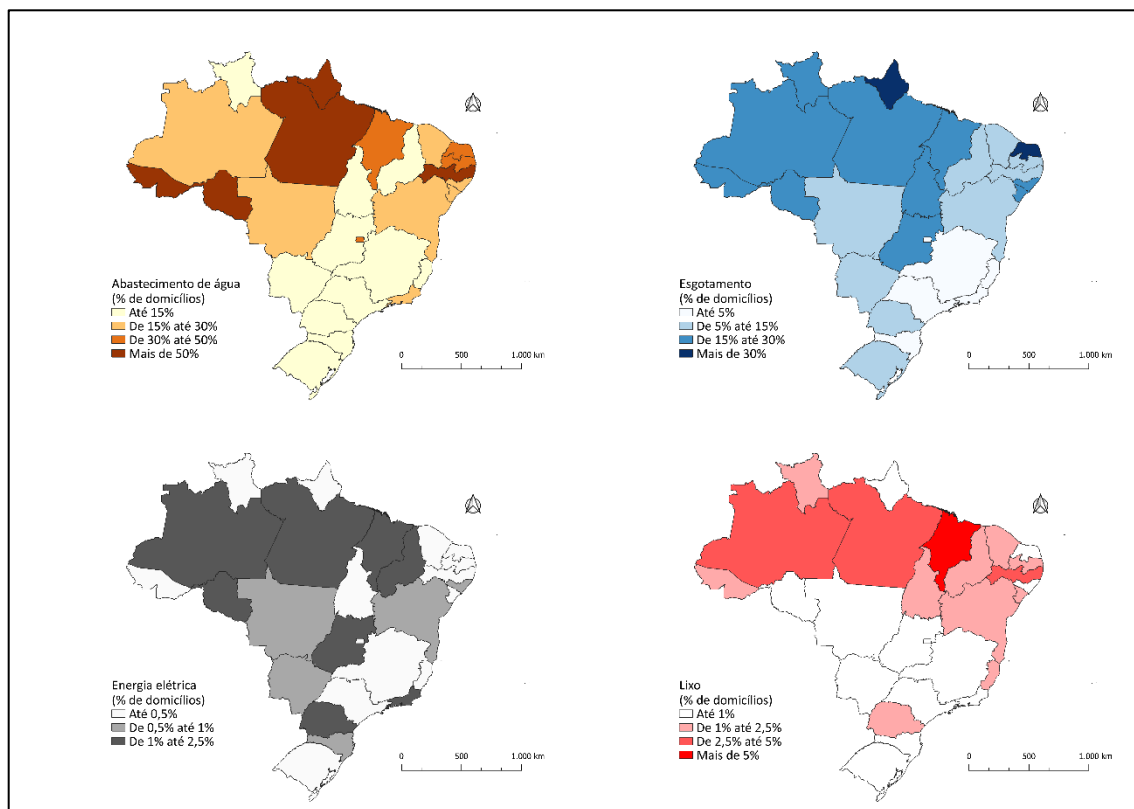 Abastecimento de água
(% de domicílios)
Até 15%
De 15% até 30%
De 30% até 50%
Mais de 50%
0 500 1.000 km
Esgotamento
(% de domicílios)
Até 5%
De 5% até 15%
De 15% até 30%
Mais de 30%
0 500 1.000 km
Energia elétrica
(% de domicílios)
Até 0,5%
De 0,5% até 1%
De 1% até 2,5%
0 500 1.000 km
Lixo
(% de domicílios)
Até 1%
De 1% até 2,5%
De 2,5% até 5%
Mais de 5%
0 500 1.000 km